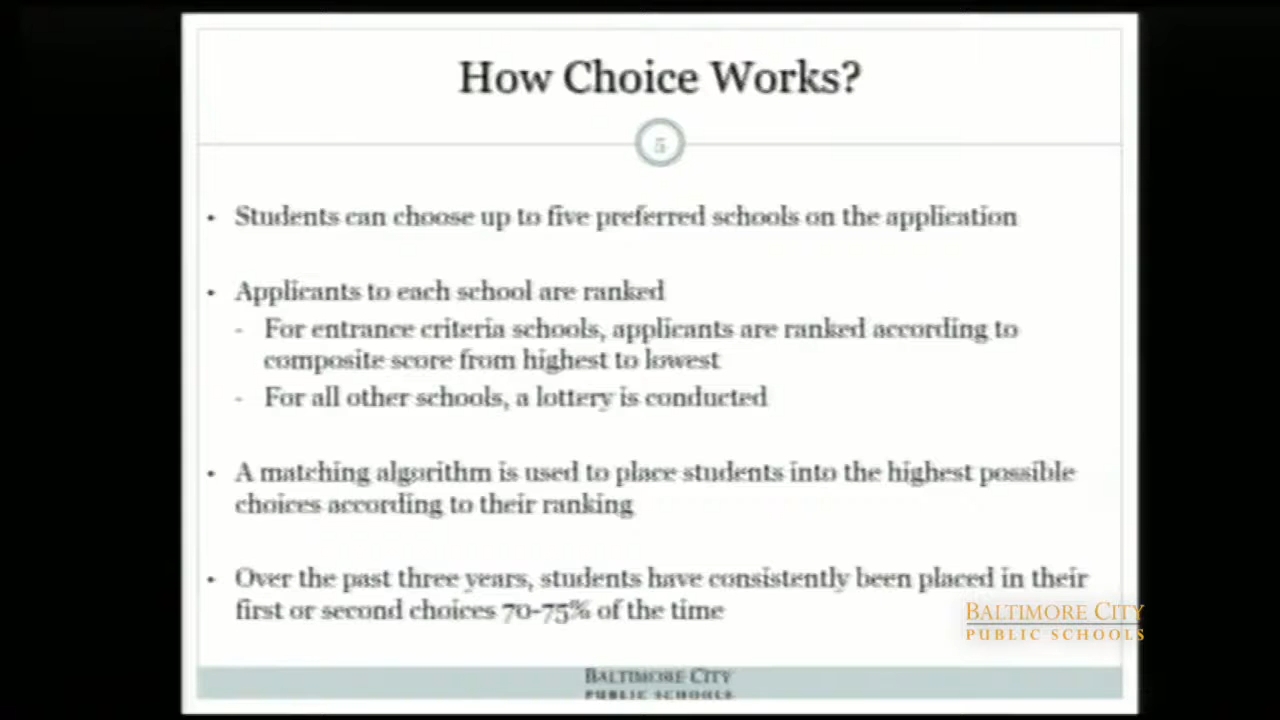 How Choice Works?
5
• Students can choose up to five preferred schools on the application
• Applicants to each school are ranked
- For entrance criteria schools, applicants are ranked according to
composite score from highest to lowest
- For all other schools, a lottery is conducted
• A matching algorithm is used to place students into the highest possible
choices according to their ranking
• Over the past three years, students have consistently been placed in their
first or second choices 70-75% of the time
BALTIMORE CITY
PUBLIC SCHOOLS
BALTIMORE CITY
PUBLIC SCHOOLS